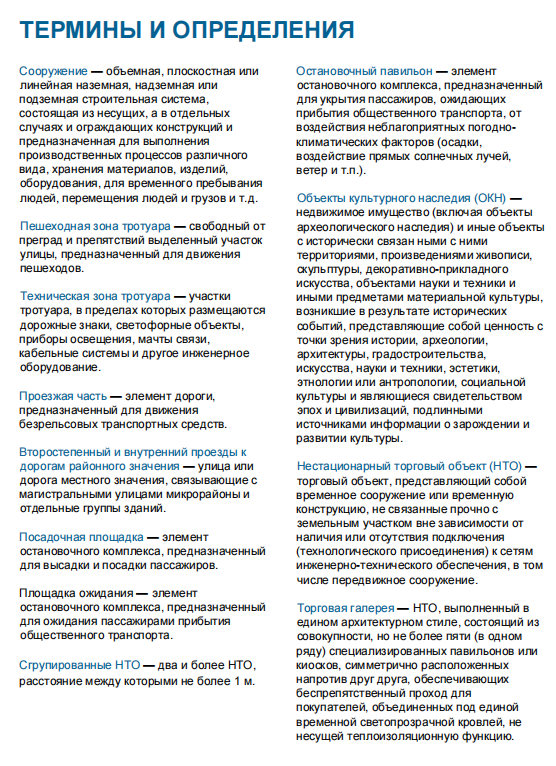 ТЕРМИНЫ И ОПРЕДЕЛЕНИЯ
Сооружение — объемная, плоскостная или
линейная наземная, надземная или
подземная строительная система,
состоящая из несущих, а в отдельных
случаях и ограждающих конструкций и
предназначенная для выполнения
производственных процессов различного
вида, хранения материалов, изделий,
оборудования, для временного пребывания
людей, перемещения людей и грузов и т.д.
Пешеходная зона тротуара — свободный от
преград и препятствий выделенный участок
улицы, предназначенный для движения
пешеходов.
Техническая зона тротуара — участки
тротуара, в пределах которых размещаются
дорожные знаки, светофорные объекты,
приборы освещения, мачты связи,
кабельные системы и другое инженерное
оборудование.
Проезжая часть — элемент дороги,
предназначенный для движения
безрельсовых транспортных средств.
Второстепенный и внутренний проезды к
дорогам районного значения — улица или
дорога местного значения, связывающие с
магистральными улицами микрорайоны и
отдельные группы зданий.
Посадочная площадка — элемент
остановочного комплекса, предназначенный
для высадки и посадки пассажиров.
Площадка ожидания — элемент
остановочного комплекса, предназначенный
для ожидания пассажирами прибытия
общественного транспорта.
Сгрупированные НТО — два и более НТО,
расстояние между которыми не более 1 м.
Остановочный павильон — элемент
остановочного комплекса, предназначенный
для укрытия пассажиров, ожидающих
прибытия общественного транспорта, от
воздействия неблагоприятных погодно-
климатических факторов (осадки,
воздействие прямых солнечных лучей,
ветер и т.п.).
Объекты культурного наследия (ОКН) —
недвижимое имущество (включая объекты
археологического наследия) и иные объекты
с исторически связан ными с ними
территориями, произведениями живописи,
скульптуры, декоративно-прикладного
искусства, объектами науки и техники и
иными предметами материальной культуры,
возникшие в результате исторических
событий, представляющие собой ценность с
точки зрения истории, археологии,
архитектуры, градостроительства,
искусства, науки и техники, эстетики,
этнологии или антропологии, социальной
культуры и являющиеся свидетельством
эпох и цивилизаций, подлинными
источниками информации о зарождении и
развитии культуры.
Нестационарный торговый объект (НТО) —
торговый объект, представляющий собой
временное сооружение или временную
конструкцию, не связанные прочно с
земельным участком вне зависимости от
наличия или отсутствия подключения
(технологического присоединения) к сетям
инженерно-технического обеспечения, в том
числе передвижное сооружение.
Торговая галерея — НТО, выполненный в
едином архитектурном стиле, состоящий из
совокупности, но не более пяти (в одном
ряду) специализированных павильонов или
киосков, симметрично расположенных
напротив друг друга, обеспечивающих
беспрепятственный проход для
покупателей, объединенных под единой
временной светопрозрачной кровлей, не
несущей теплоизоляционную функцию.